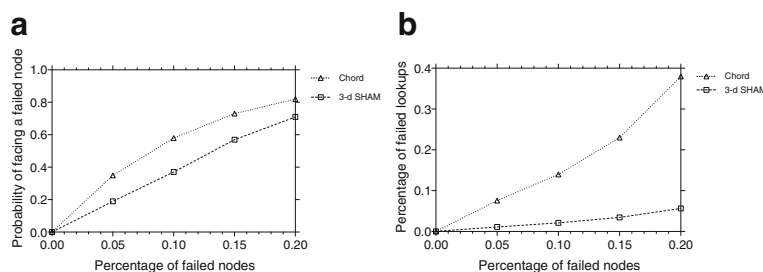 a
Probability of facing a failed node
1.0
0.8
0.6
0.4
0.2
0.0
0.00 0.05 0.10 0.15 0.20
Percentage of failed nodes
Chord
3-d SHAM
b
Percentage of failed lookups
0.4
0.3
0.2
0.1
0.0
0.00 0.05 0.10 0.15 0.20
Percentage of failed nodes
Chord
3-d SHAM